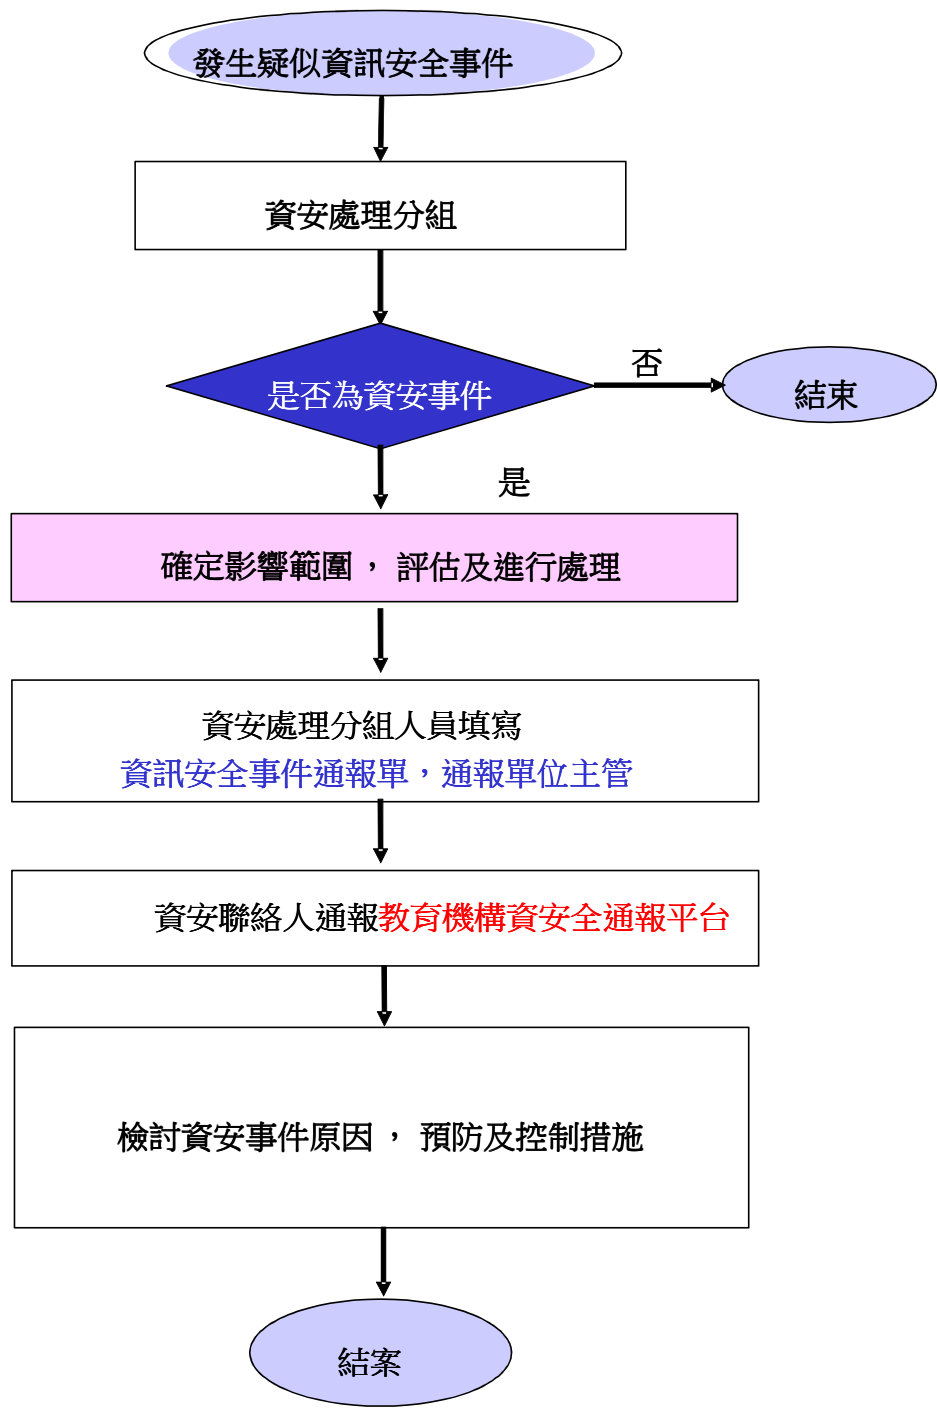 發生疑似資訊安全事件
資安處理分組
是否為資安事件
否
結束
是
確定影響範圍， 評估及進行處理
資安處理分組人員填寫
資訊安全事件通報單，通報單位主管
資安聯絡人通報教育機構資安全通報平台
檢討資安事件原因， 預防及控制措施
結案